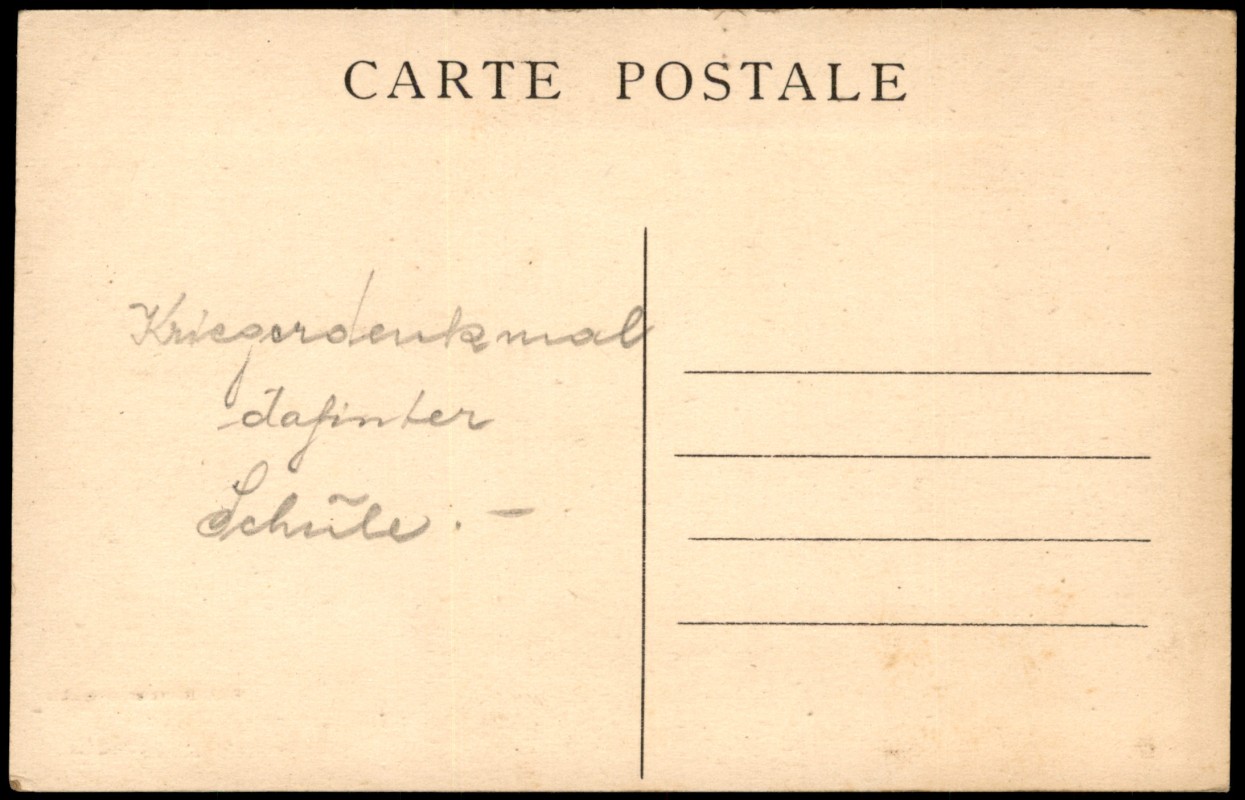 CARTE POSTALE
Kriegerdenkmal
dahinter
Schule. –